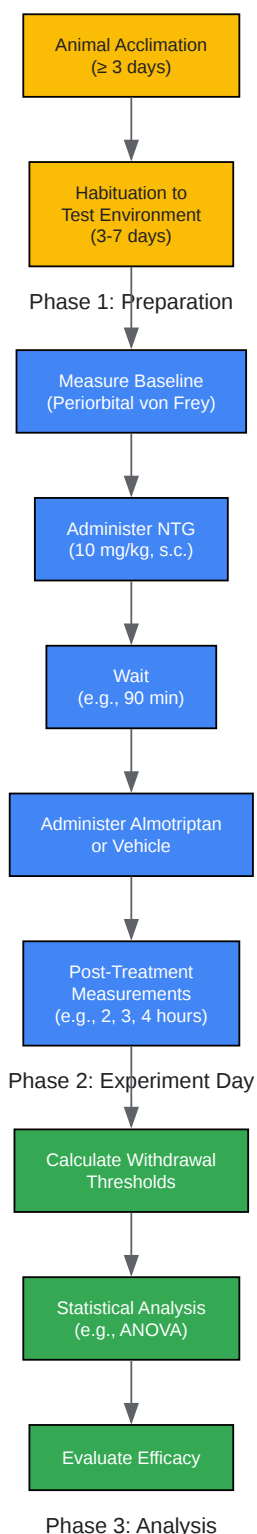 Animal Acclimation
(≥ 3 days)
Habituation to
Test Environment
(3-7 days)
Phase 1: Preparation
Measure Baseline
(Periorbital von Frey)
Administer NTG
(10 mg/kg, s.c.)
Wait
(e.g., 90 min)
Administer Almotriptan
or Vehicle
Post-Treatment
Measurements
(e.g., 2, 3, 4 hours)
Phase 2: Experiment Day
Calculate Withdrawal
Thresholds
Statistical Analysis
(e.g., ANOVA)
Evaluate Efficacy
Phase 3: Analysis